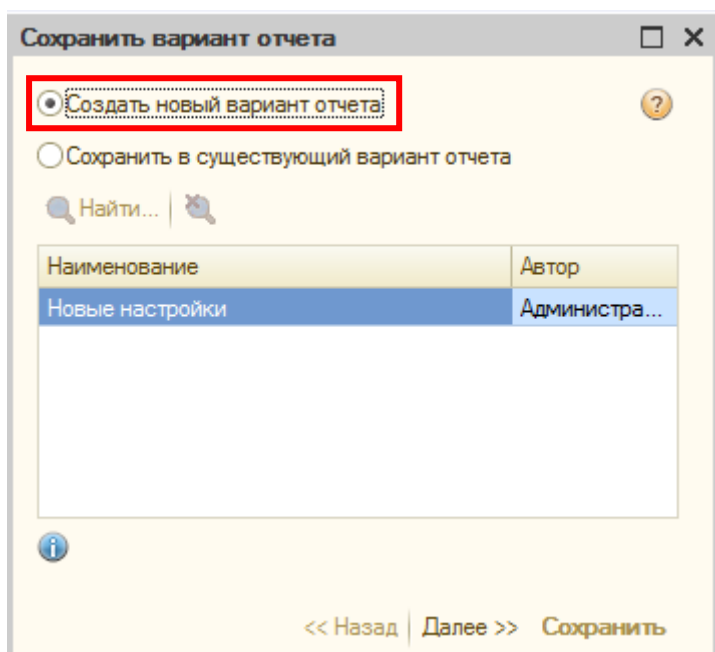 Сохранить вариант отчета
Создать новый вариант отчета
Сохранить в существующий вариант отчета
Найти...
Наименование Автор
Новые настройки Администра...
<< Назад Далее >> Сохранить